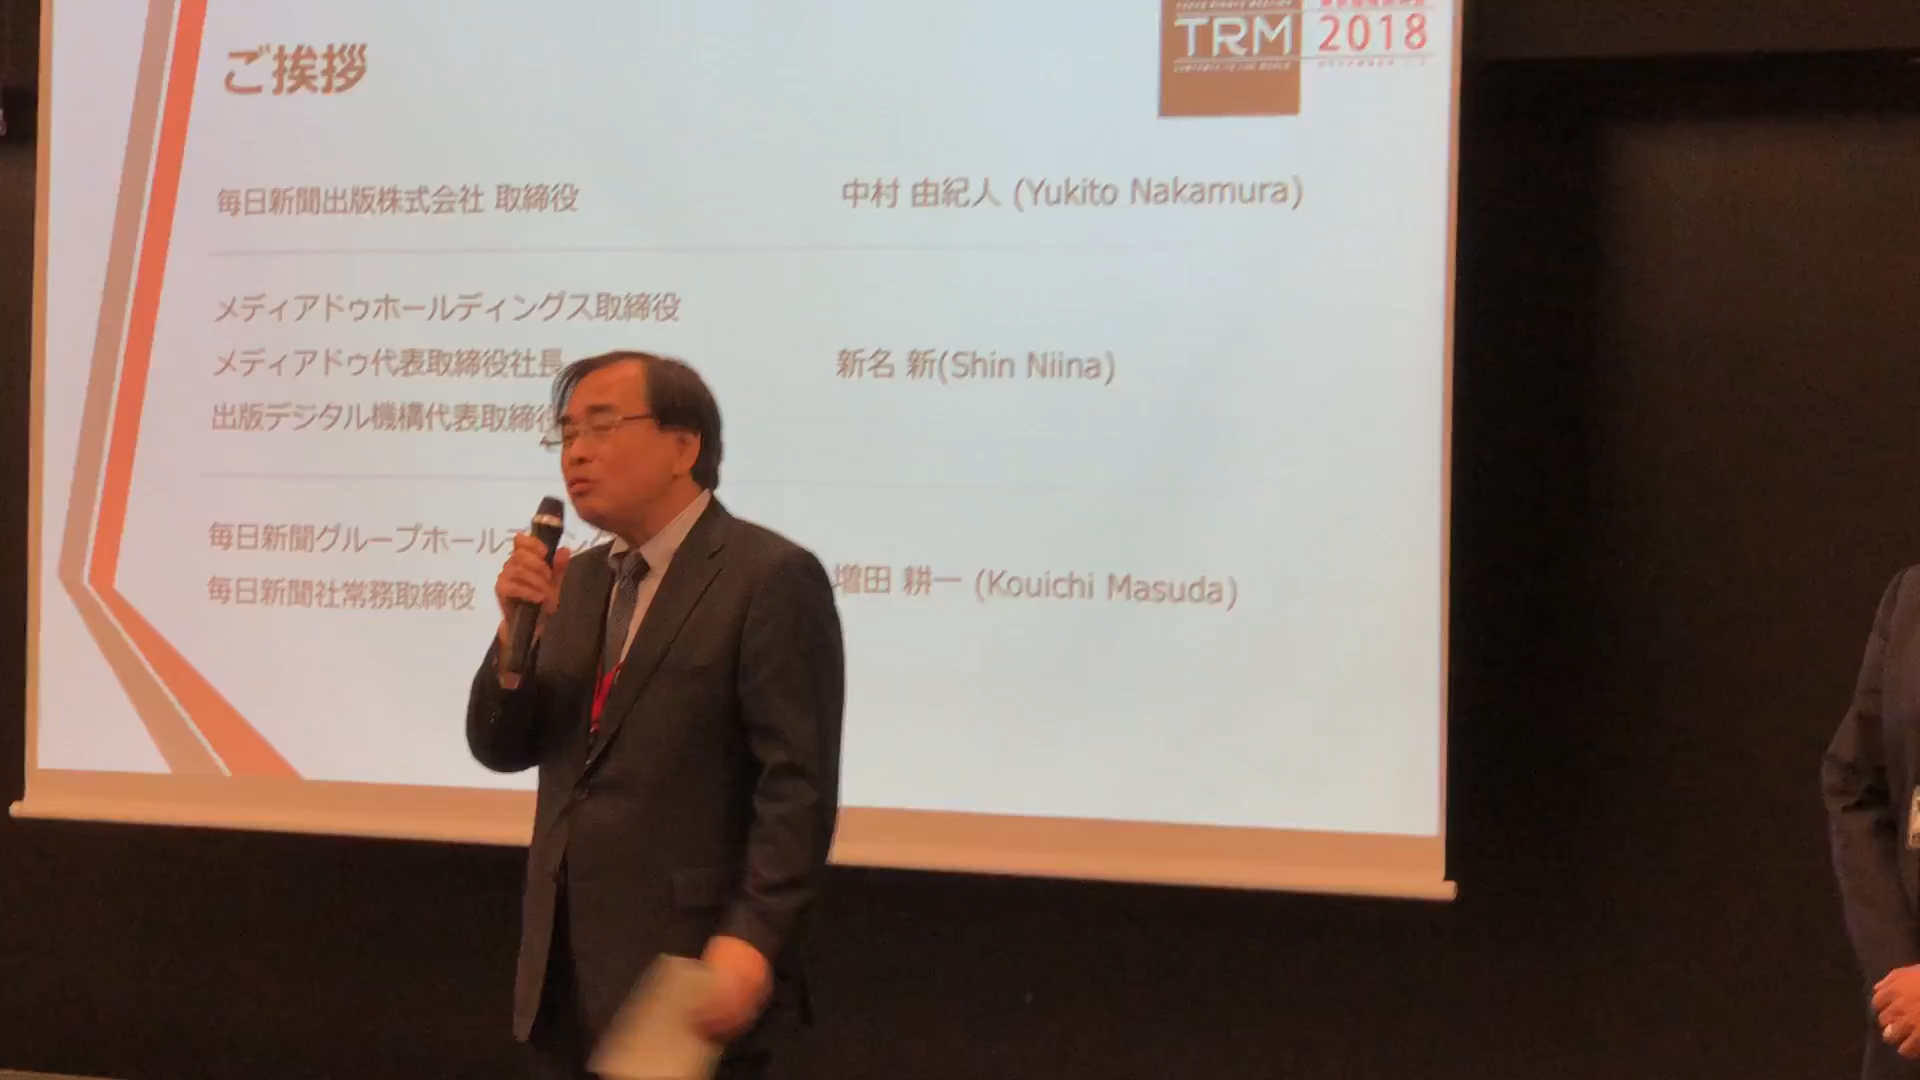 TRM
2018
ご挨拶
毎日新聞出版株式会社 取締役
中村 由紀人 (Yukito Nakamura)
メディアドゥホールディングス取締役
メディアドゥ代表取締役社長
新名 新(Shin Niina)
出版デジタル機構代表取締役
毎日新聞グループホールディング
毎日新聞社常務取締役
増田 耕一 (Kouichi Masuda)